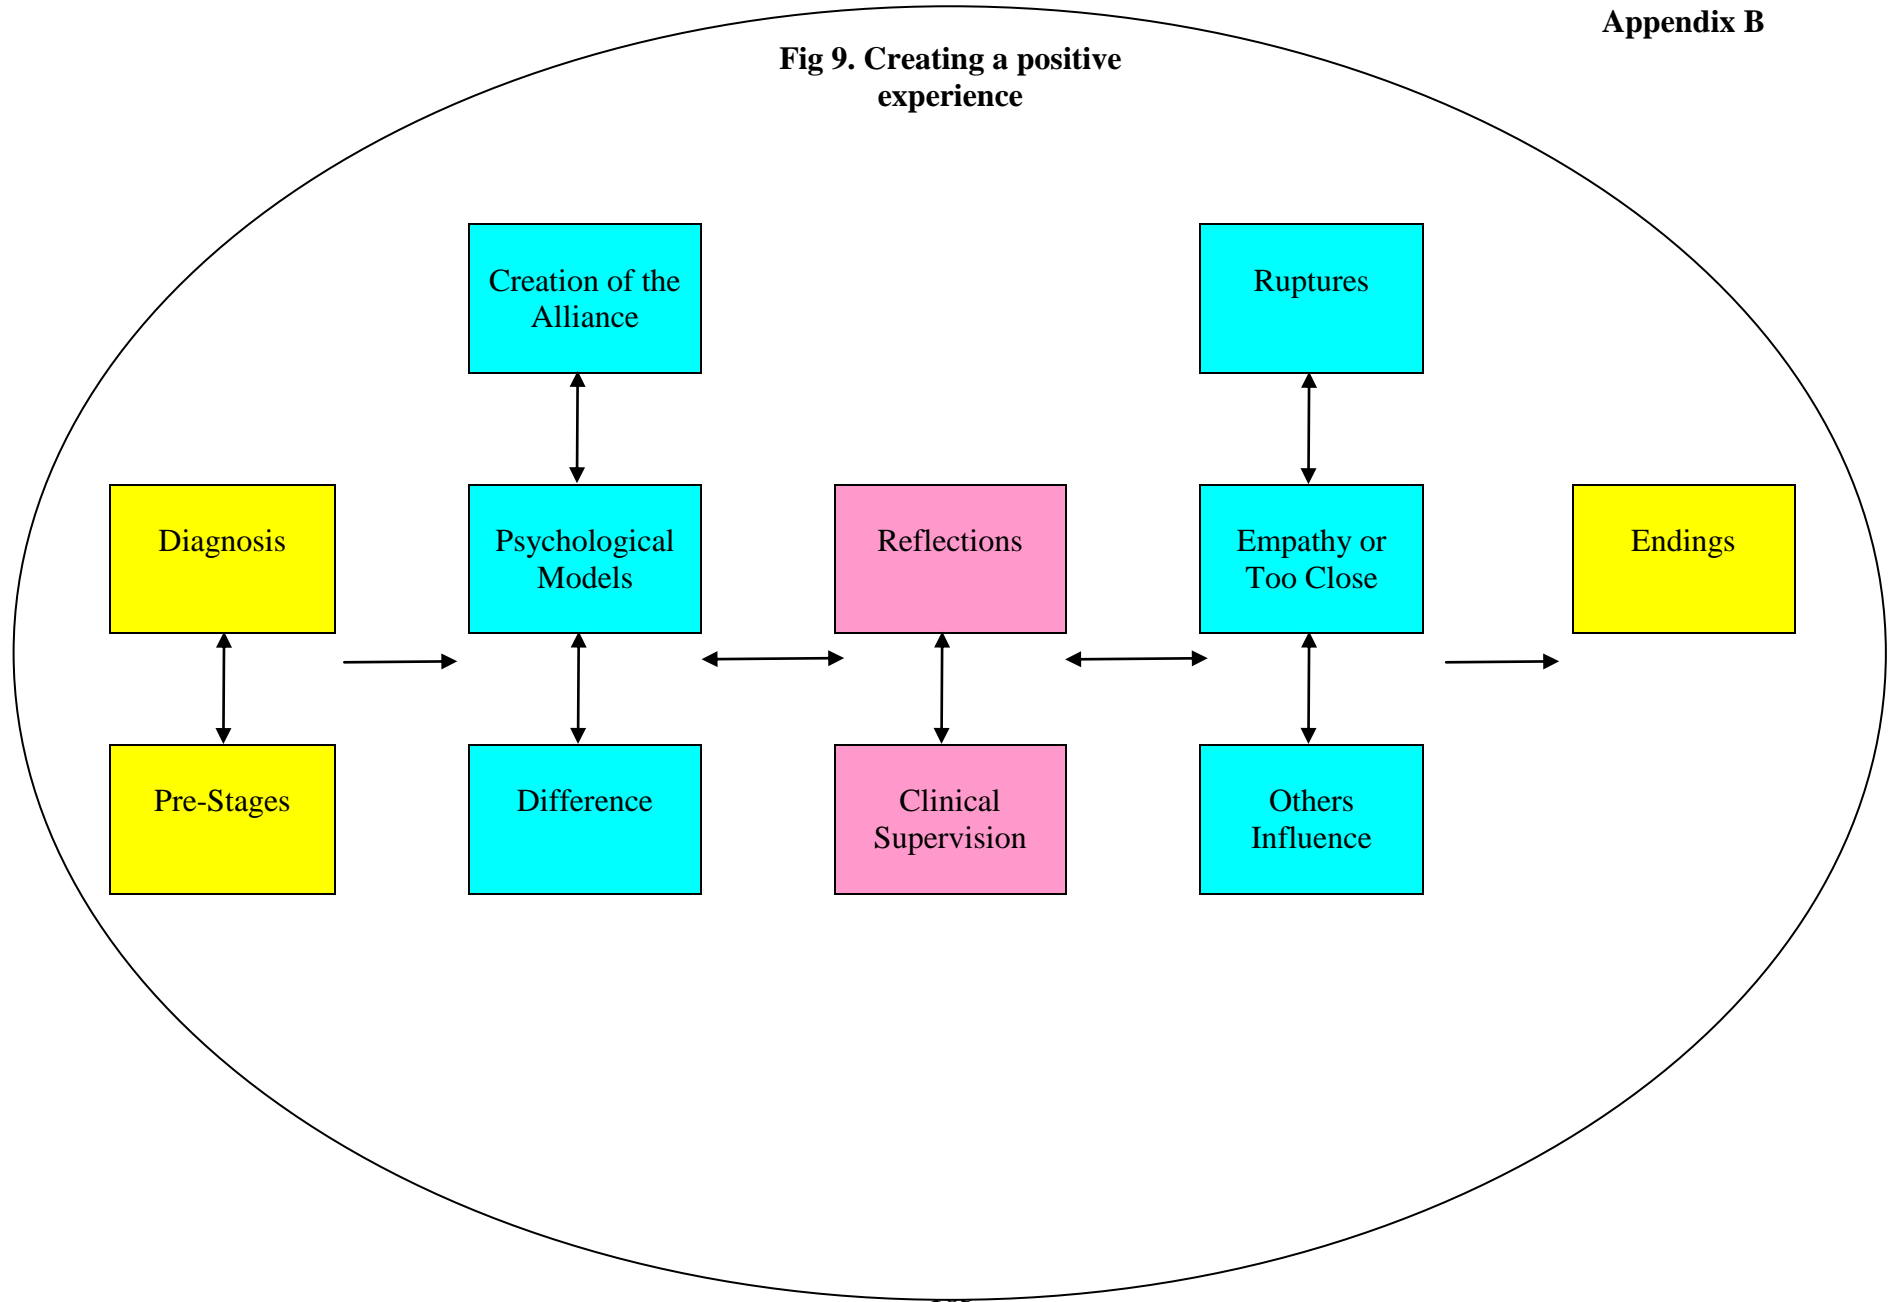 Appendix B
Fig 9. Creating a positive
experience
Creation of the
Alliance
Ruptures
Diagnosis
Psychological
Models
Reflections
Empathy or
Too Close
Endings
Pre-Stages
Difference
Clinical
Supervision
Others
Influence